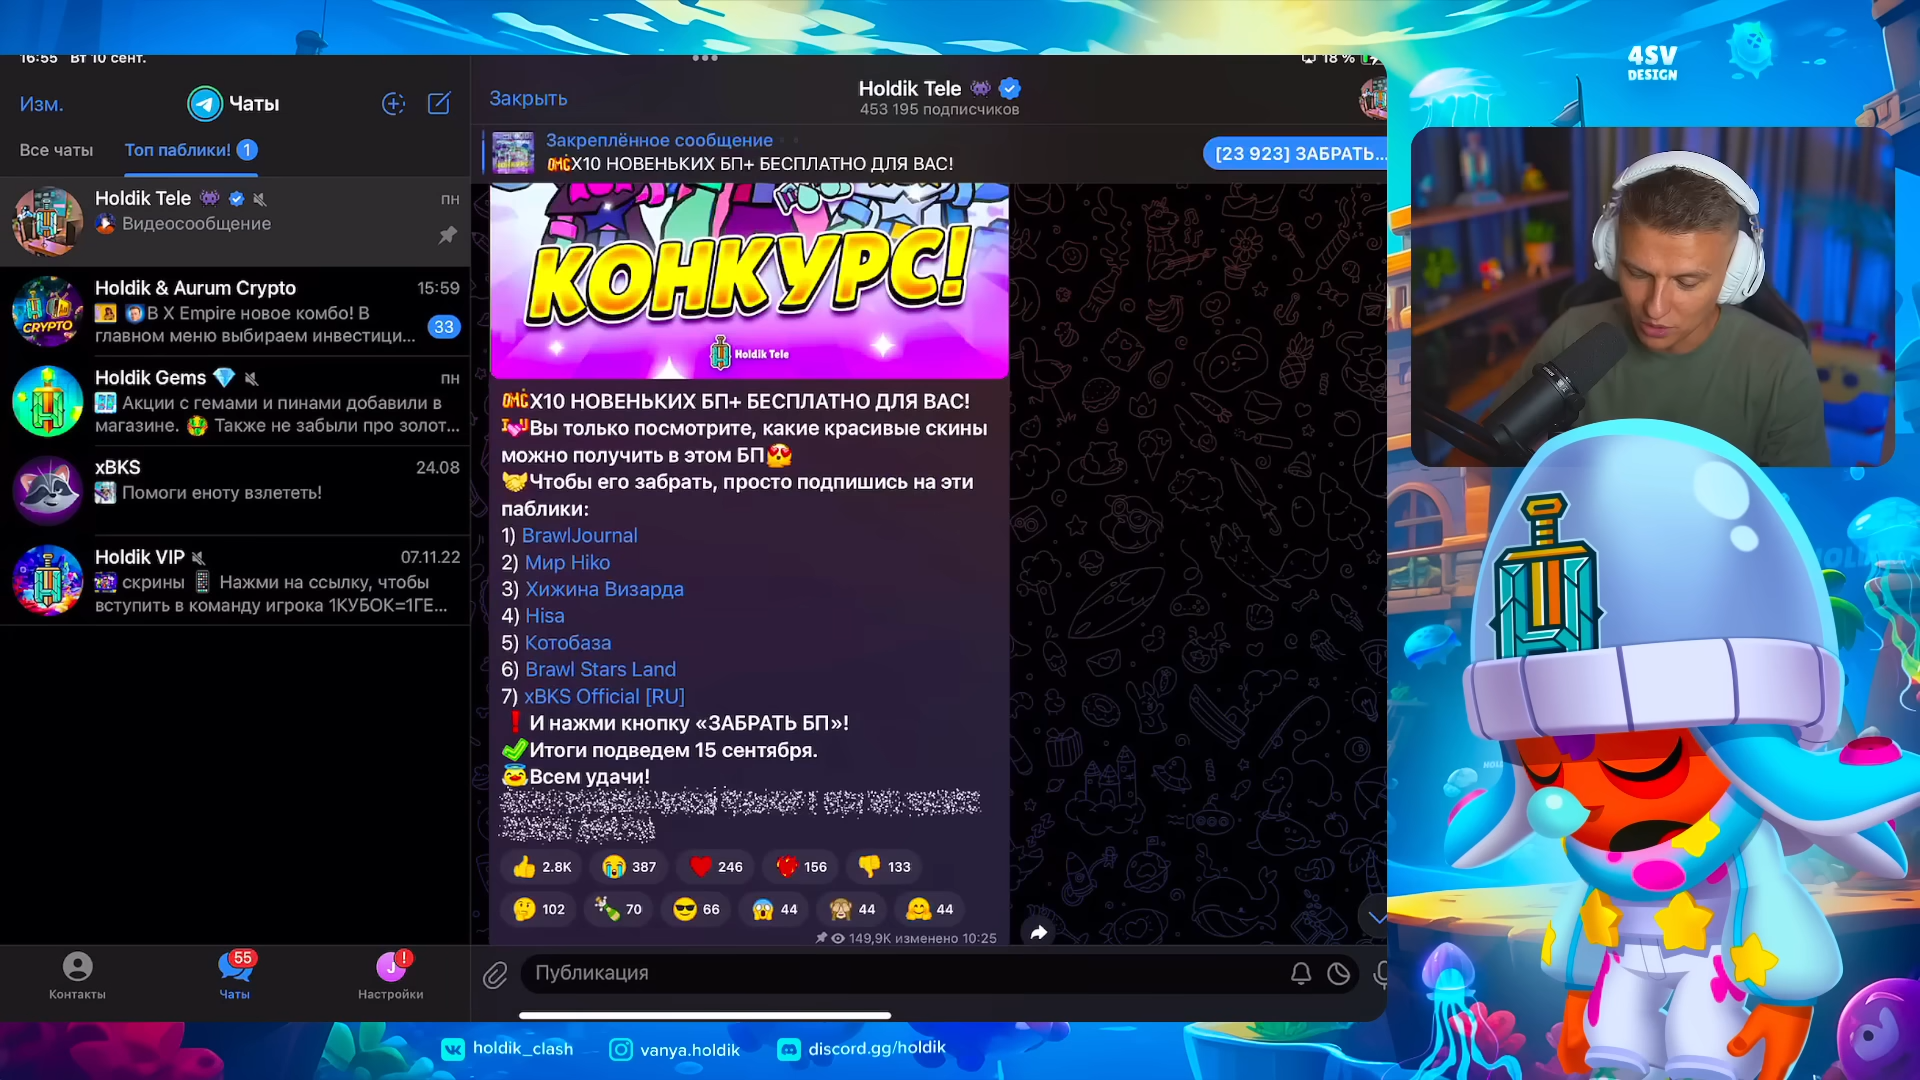 16:55 Вт 10 сент.
18 %
4SV
DESIGN
Изм.
Чаты
Все чаты
Топ паблики! 1
Holdik Tele
пн
Видеосообщение
Holdik & Aurum Crypto
15:59
CRYPTO
В X Empire новое комбо! В
главном меню выбираем инвестици...
33
Holdik Gems
пн
Акции с гемами и пинами добавили в
магазине. Также не забыли про золот...
xBKS
24.08
Помоги еноту взлететь!
Holdik VIP
07.11.22
скрины Нажми на ссылку, чтобы
вступить в команду игрока 1КУБОК=1ГЕ...
Контакты
55
Чаты
J
!
Настройки
Закрыть
Holdik Tele
453 195 подписчиков
Закреплённое сообщение
OMGX10 НОВЕНЬКИХ БП+ БЕСПЛАТНО ДЛЯ ВАС!
[23 923] ЗАБРАТЬ...
КОНКУРС!
Holdik Tele
OMGX10 НОВЕНЬКИХ БП+ БЕСПЛАТНО ДЛЯ ВАС!
Вы только посмотрите, какие красивые скины
можно получить в этом БП
Чтобы его забрать, просто подпишись на эти
паблики:
1) BrawlJournal
2) Мир Hiko
3) Хижина Визарда
4) Hisa
5) Котобаза
6) Brawl Stars Land
7) xBKS Official [RU]
И нажми кнопку «ЗАБРАТЬ БП»!
Итоги подведем 15 сентября.
Всем удачи!
2.8K 387 246 156 133
102 70 66 44 44 44
149,9K изменено 10:25
Публикация
holdik_clash
vanya.holdik
discord.gg/holdik